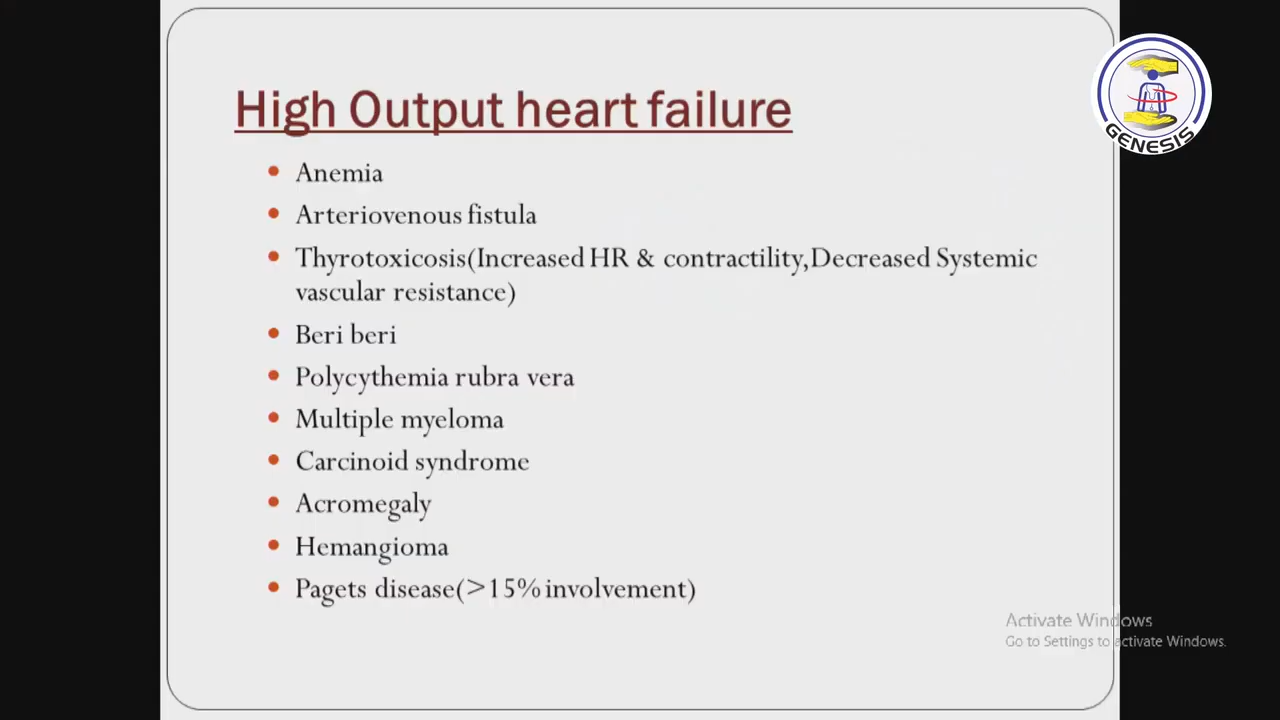 High Output heart failure
• Anemia
• Arteriovenous fistula
• Thyrotoxicosis(Increased HR & contractility,Decreased Systemic
vascular resistance)
• Beri beri
• Polycythemia rubra vera
• Multiple myeloma
• Carcinoid syndrome
• Acromegaly
• Hemangioma
• Pagets disease(>15% involvement)
GENESIS
Activate Windows
Go to Settings to activate Windows.